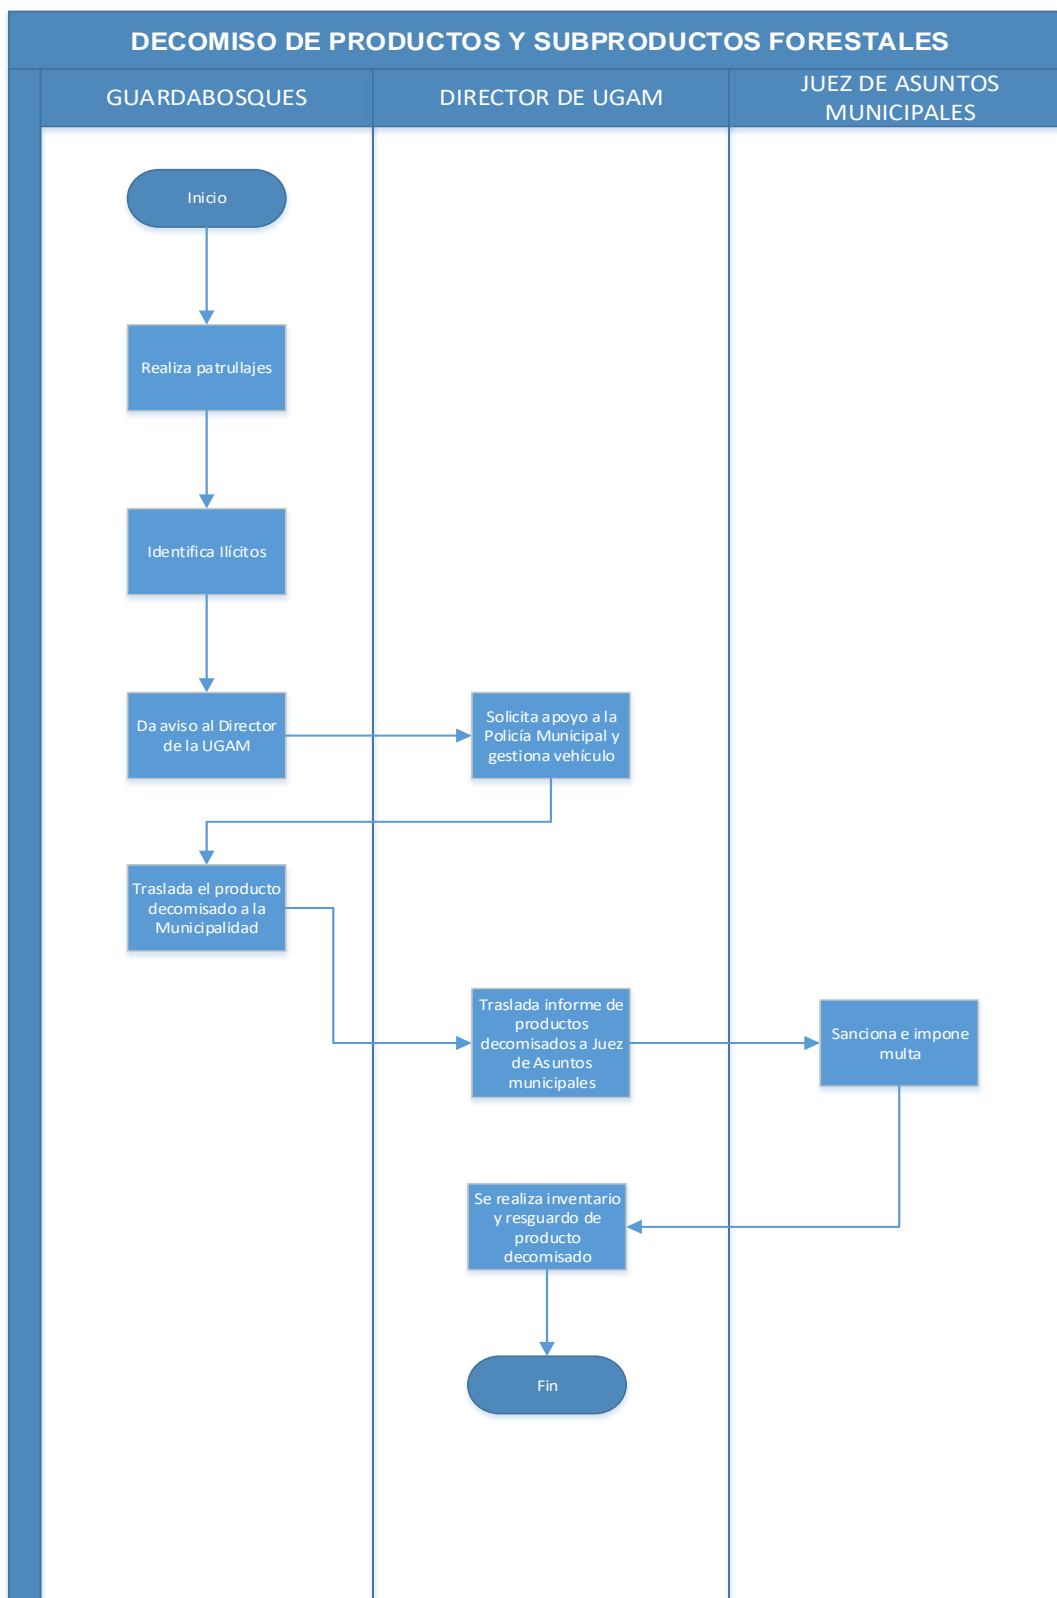 DECOMISO DE PRODUCTOS Y SUBPRODUCTOS FORESTALES
GUARDABOSQUES
DIRECTOR DE UGAM
JUEZ DE ASUNTOS
MUNICIPALES
Inicio
Realiza patrullajes
Identifica Ilícitos
Da aviso al Director
de la UGAM
Solicita apoyo a la
Policía Municipal y
gestiona vehículo
Traslada el producto
decomisado a la
Municipalidad
Traslada informe de
productos
decomisados a Juez
de Asuntos
municipales
Sanciona e impone
multa
Se realiza inventario
y resguardo de
producto
decomisado
Fin